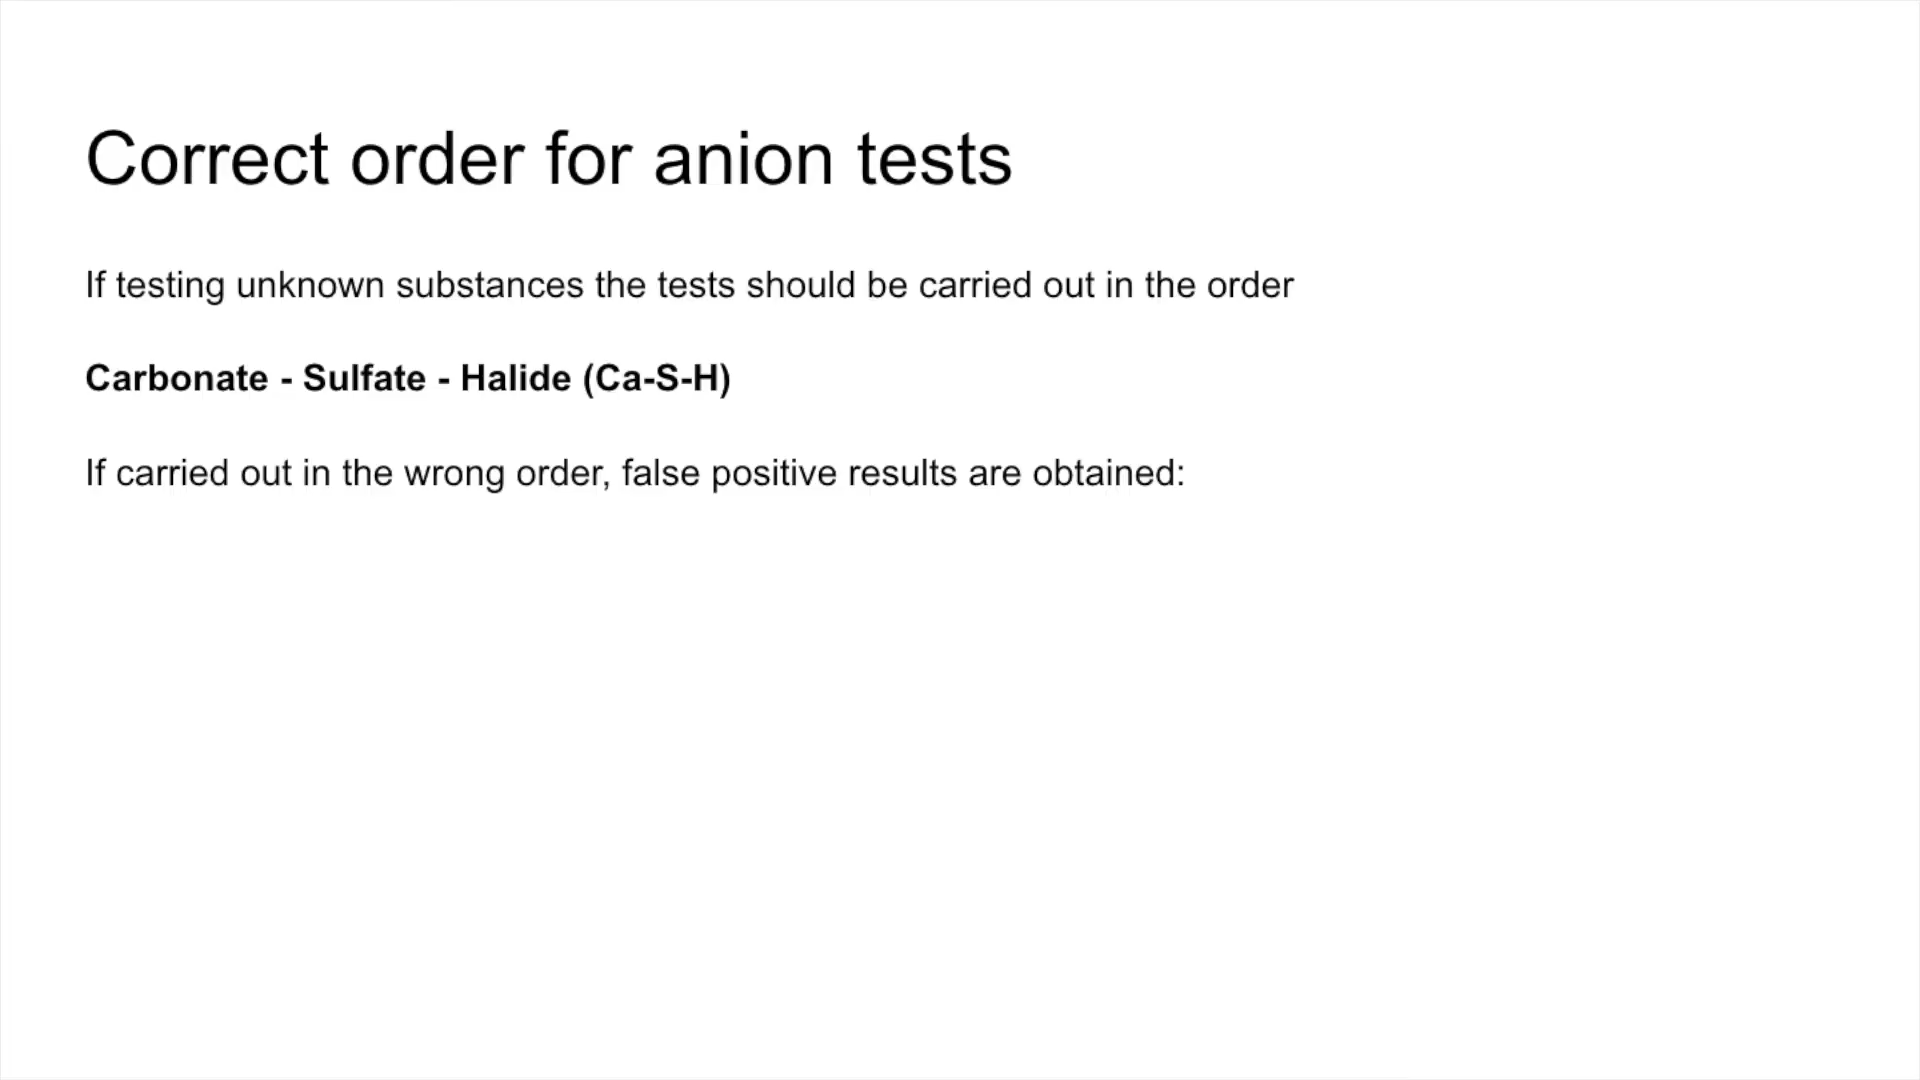 Correct order for anion tests
If testing unknown substances the tests should be carried out in the order
Carbonate - Sulfate - Halide (Ca-S-H)
If carried out in the wrong order, false positive results are obtained: